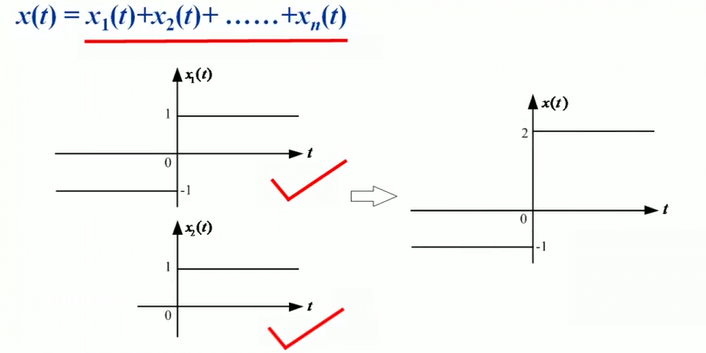 x(t) = x₁(t)+x₂(t)+ ……+xₙ(t)
x₁(t)
1
0
t
-1
x₂(t)
1
0
t
x(t)
2
0
t
-1